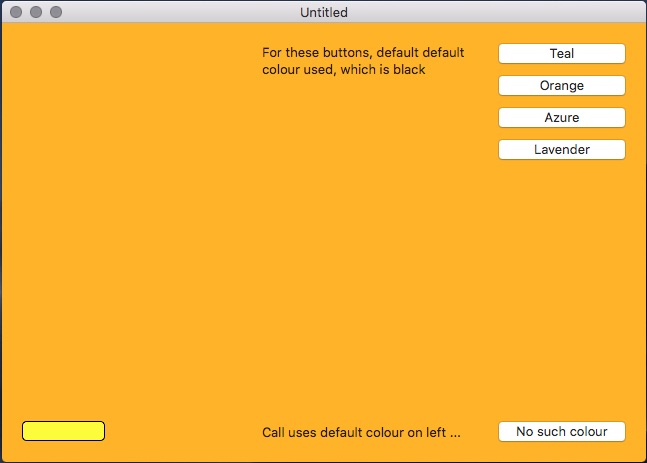 Untitled
For these buttons, default default
colour used, which is black
Teal
Orange
Azure
Lavender
Call uses default colour on left ...
No such colour